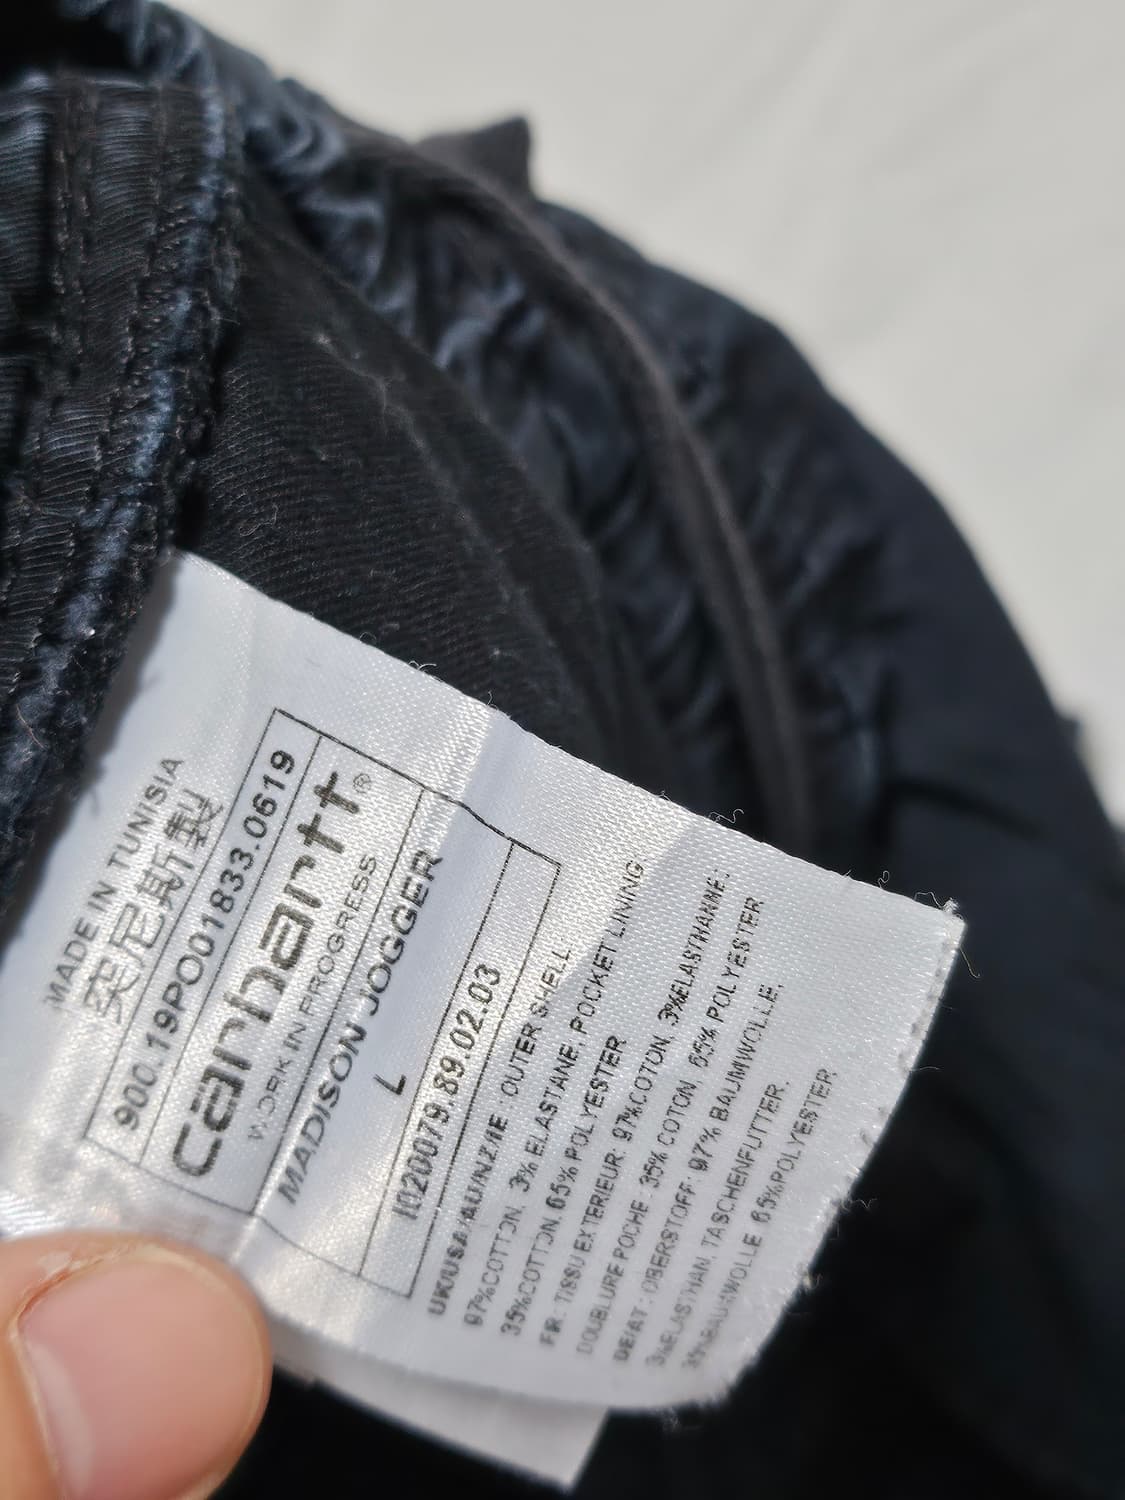 MADE IN TUNISIA
突尼斯製
900.19PO01833.0619
carhartt®
WORK IN PROGRESS
MADISON JOGGER
L
I020079.89.02.03
UK/USA/AU/NZ/IE : OUTER SHELL
97%COTTON, 3% ELASTANE, POCKET LINING
35%COTTON, 65% POLYESTER
FR: TISSU EXTERIEUR, 97%COTON, 3%ELASTHANNE;
DOUBLURE POCHE : 35% COTON, 65% POLYESTER
DE/AT : OBERSTOFF: 97% BAUMWOLLE,
3%ELASTHAN, TASCHENFUTTER,
35%BAUMWOLLE 65%POLYESTER,